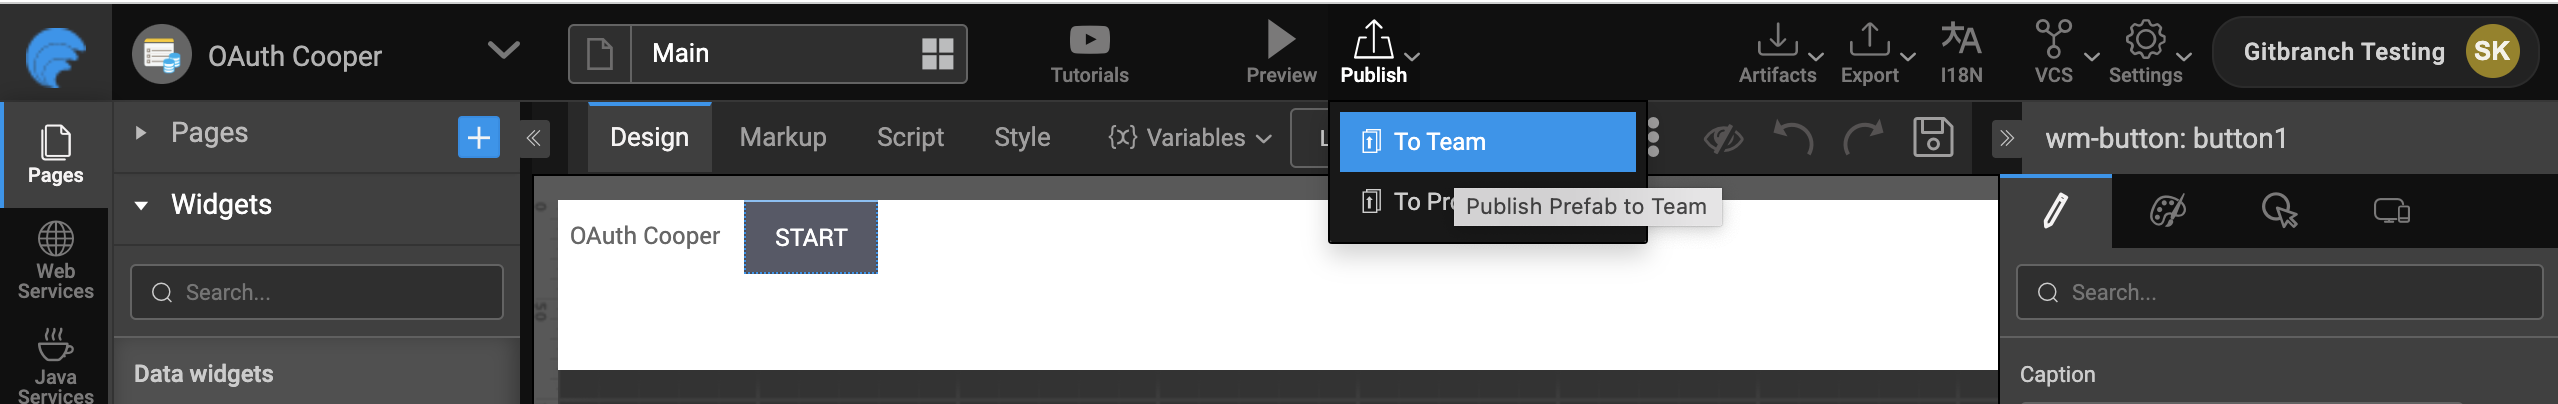 OAuth Cooper
Main
Tutorials
Preview
Publish
Artifacts
Export
I18N
VCS
Settings
Gitbranch Testing
SK
Pages
Web
Services
Java
Services
Pages
Widgets
Search...
Data widgets
Design
Markup
Script
Style
{x} Variables
To Team
Publish Prefab to Team
OAuth Cooper
START
wm-button: button1
Search...
Caption